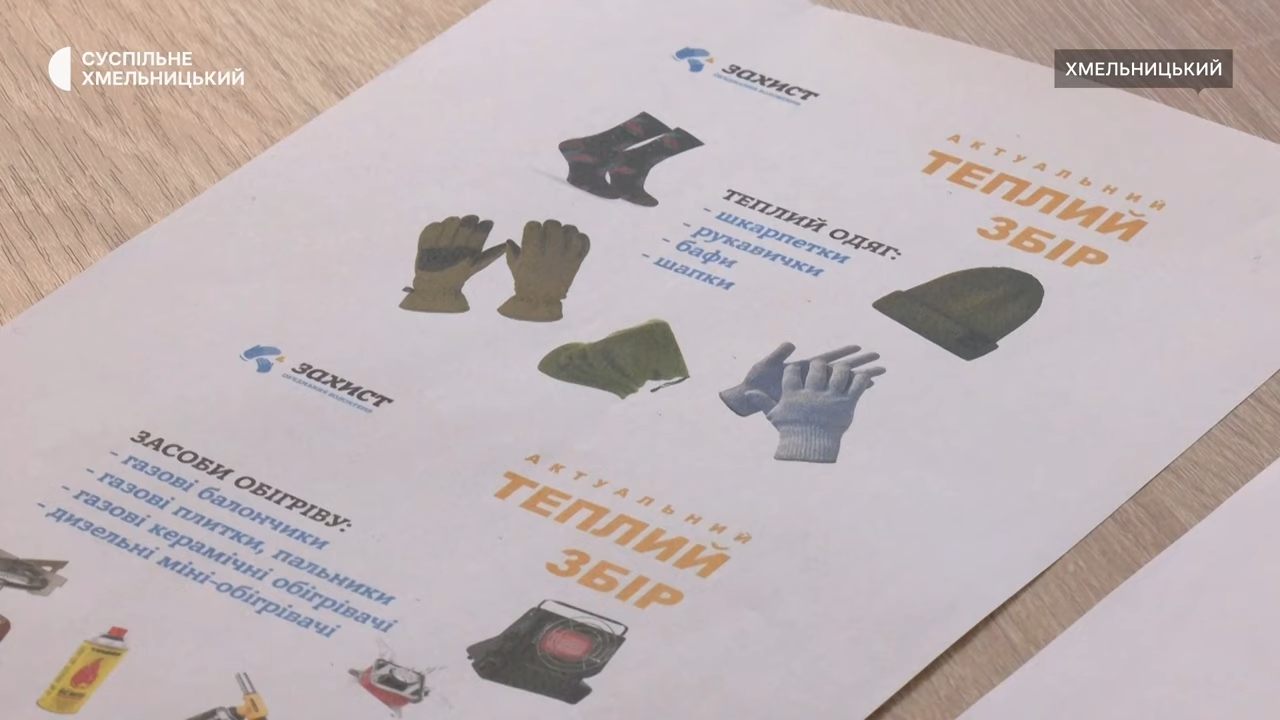 СУСПІЛЬНЕ
ХМЕЛЬНИЦЬКИЙ
ХМЕЛЬНИЦЬКИЙ
захист
АКТУАЛЬНИЙ
ТЕПЛИЙ
ЗБІР
ТЕПЛИЙ ОДЯГ:
- шкарпетки
- рукавички
- бафи
- шапки
захист
ЗАСОБИ ОБІГРІВУ:
- газові балончики
- газові плитки, пальники
- газові керамічні обігрівачі
- дизельні міні-обігрівачі
АКТУАЛЬНИЙ
ТЕПЛИЙ
ЗБІР